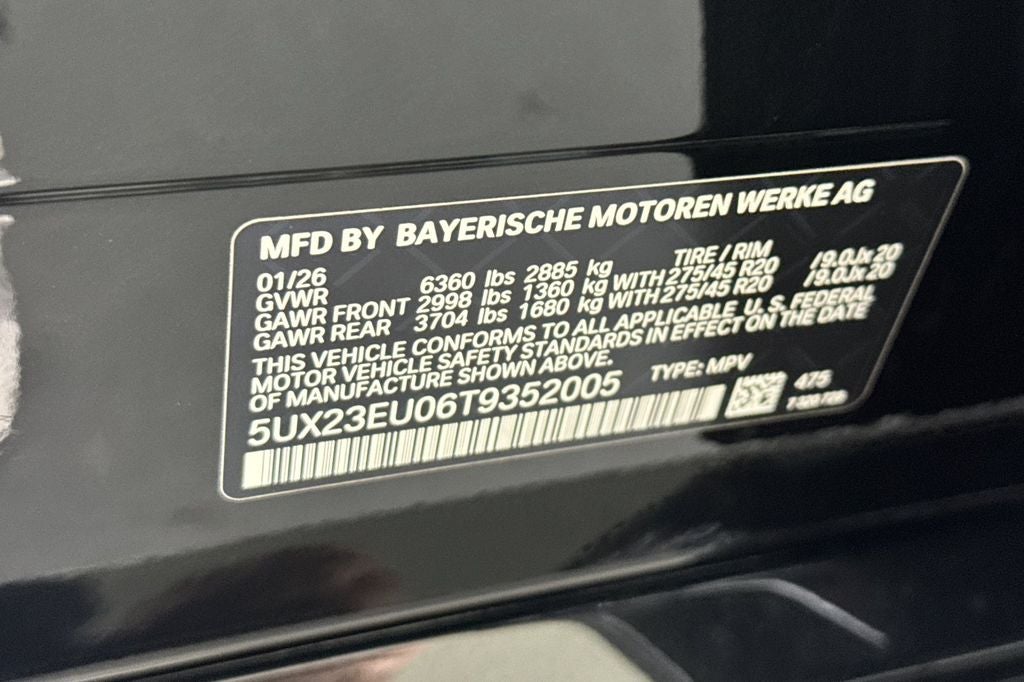 MFD BY BAYERISCHE MOTOREN WERKE AG
01/26 TIRE / RIM
GVWR 6360 lbs 2885 kg
GAWR FRONT 2998 lbs 1360 kg WITH 275/45 R20 /9.0Jx20
GAWR REAR 3704 lbs 1680 kg WITH 275/45 R20 /9.0Jx20
THIS VEHICLE CONFORMS TO ALL APPLICABLE U.S. FEDERAL
MOTOR VEHICLE SAFETY STANDARDS IN EFFECT ON THE DATE
OF MANUFACTURE SHOWN ABOVE.
5UX23EU06T9352005 TYPE: MPV
475